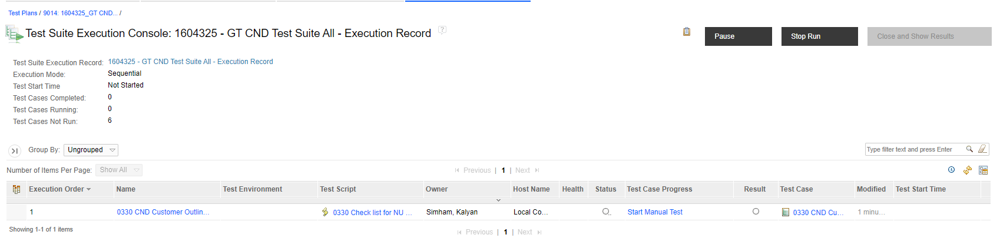 Test Plans / 9014: 1604325_GT CND... /
Test Suite Execution Console: 1604325 - GT CND Test Suite All - Execution Record ?
Pause Stop Run Close and Show Results
Test Suite Execution Record: 1604325 - GT CND Test Suite All - Execution Record
Execution Mode: Sequential
Test Start Time Not Started
Test Cases Completed: 0
Test Cases Running: 0
Test Cases Not Run: 6
Group By: Ungrouped Type filter text and press Enter
Number of Items Per Page: Show All Previous | 1 | Next
Execution Order Name Test Environment Test Script Owner Host Name Health Status Test Case Progress Result Test Case Modified Test Start Time
1 0330 CND Customer Outlin... 0330 Check list for NU ... Simham, Kalyan Local Co... Start Manual Test 0330 CND Cu... 1 minu...
Showing 1-1 of 1 items Previous | 1 | Next